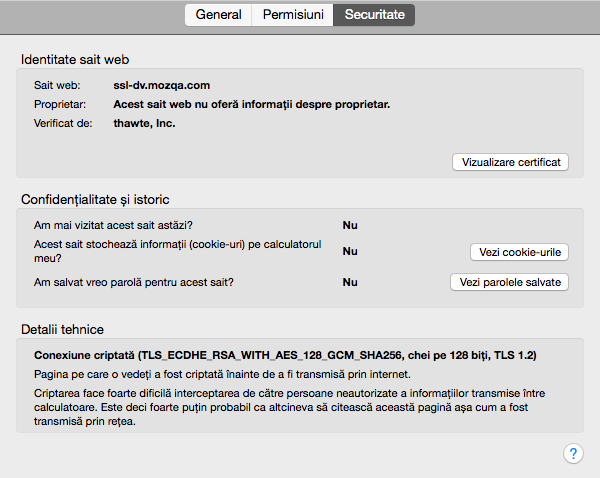 General Permisiuni Securitate
Identitate sait web
Sait web: ssl-dv.mozqa.com
Proprietar: Acest sait web nu oferă informații despre proprietar.
Verificat de: thawte, Inc.
Vizualizare certificat
Confidențialitate și istoric
Am mai vizitat acest sait astăzi? Nu
Acest sait stochează informații (cookie-uri) pe calculatorul
meu? Nu Vezi cookie-urile
Am salvat vreo parolă pentru acest sait? Nu Vezi parolele salvate
Detalii tehnice
Conexiune criptată (TLS_ECDHE_RSA_WITH_AES_128_GCM_SHA256, chei pe 128 biți, TLS 1.2)
Pagina pe care o vedeți a fost criptată înainte de a fi transmisă prin internet.
Criptarea face foarte dificilă interceptarea de către persoane neautorizate a informațiilor transmise între
calculatoare. Este deci foarte puțin probabil ca altcineva să citească această pagină așa cum a fost
transmisă prin rețea.
?